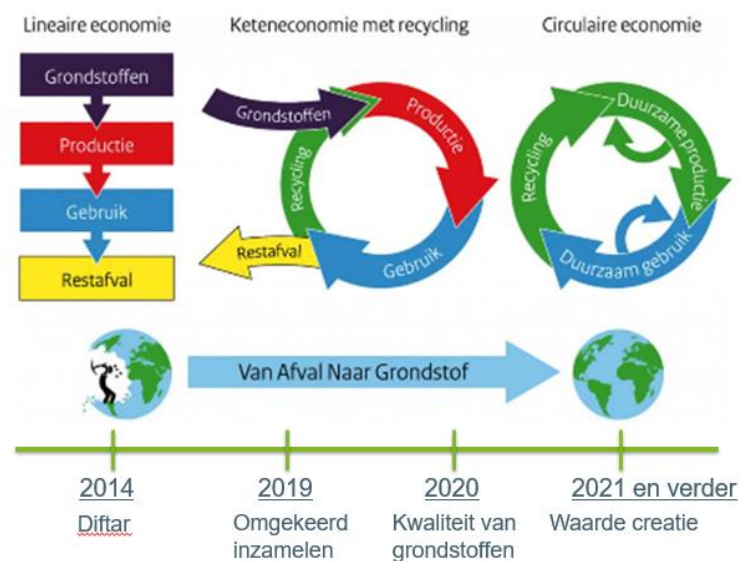 Lineaire economie
Keteneconomie met recycling
Circulaire economie
Grondstoffen
Productie
Gebruik
Restafval
Grondstoffen
Productie
Gebruik
Recycling
Restafval
Recycling
Duurzame productie
Duurzaam gebruik
Van Afval Naar Grondstof
2014
Diftar
2019
Omgekeerd
inzamelen
2020
Kwaliteit van
grondstoffen
2021 en verder
Waarde creatie